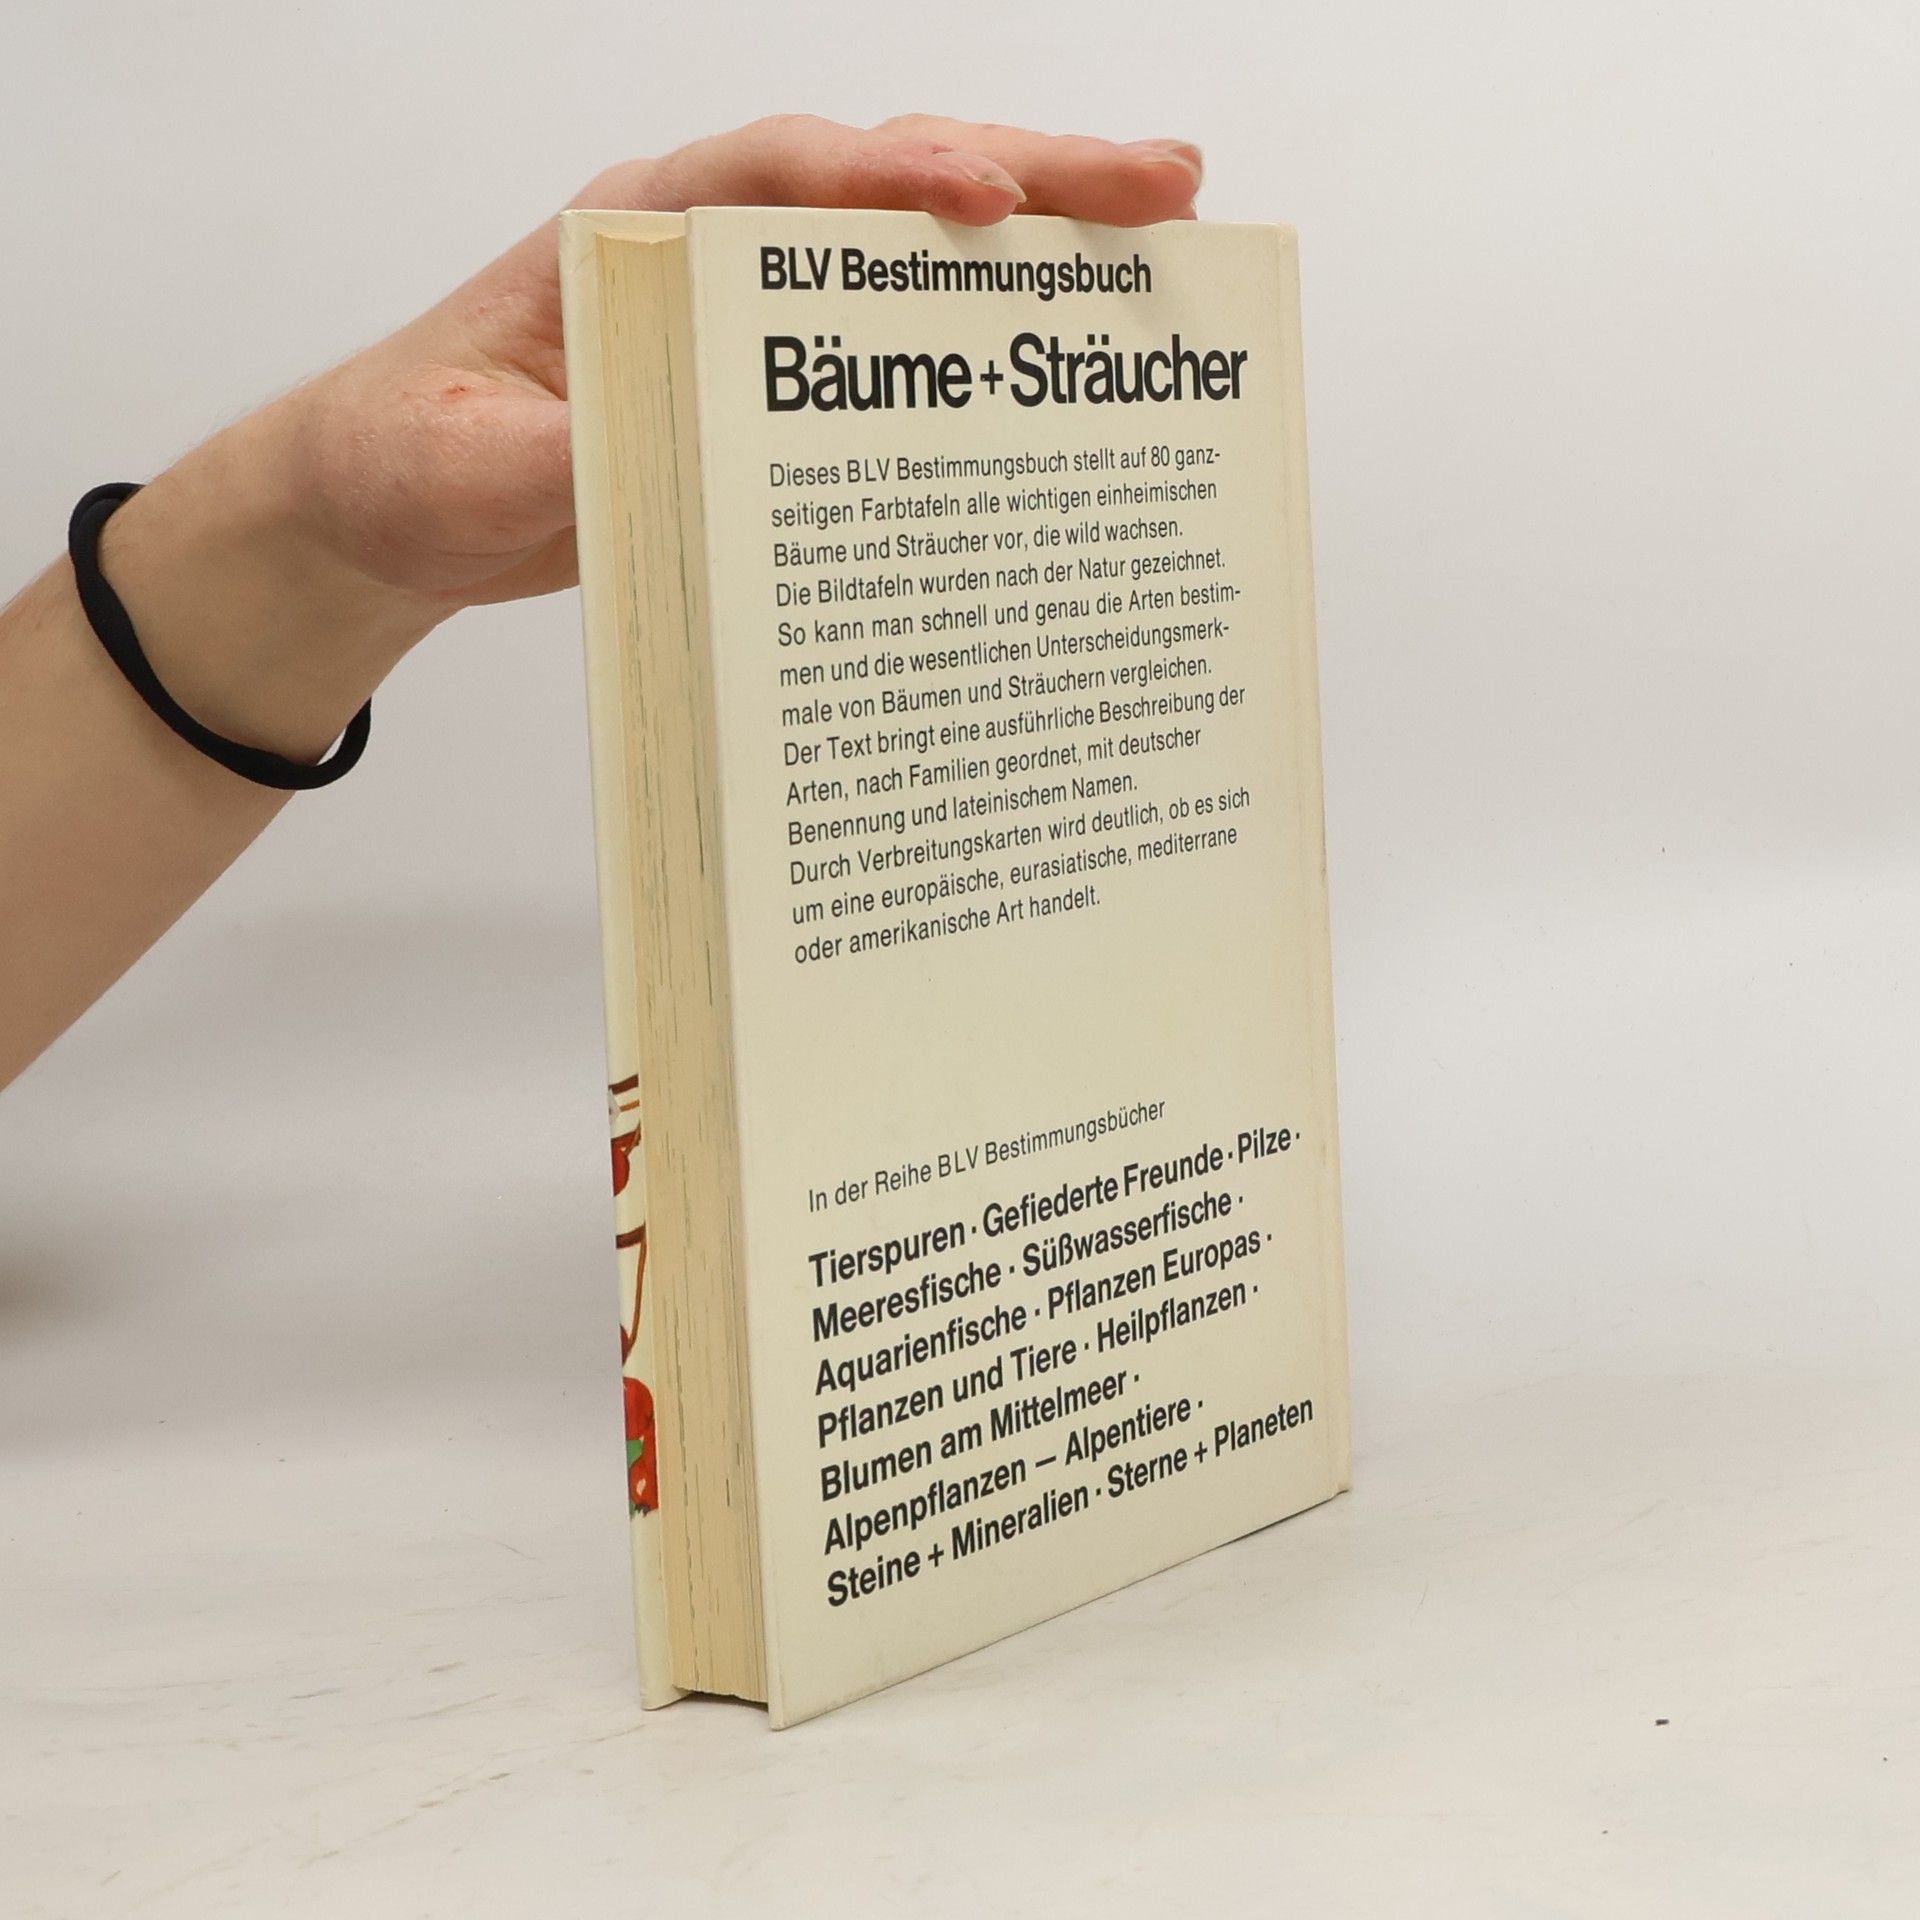 BLV Bestimmungsbuch
Bäume + Sträucher
Dieses BLV Bestimmungsbuch stellt auf 80 ganz-
seitigen Farbtafeln alle wichtigen einheimischen
Bäume und Sträucher vor, die wild wachsen.
Die Bildtafeln wurden nach der Natur gezeichnet.
So kann man schnell und genau die Arten bestim-
men und die wesentlichen Unterscheidungsmerk-
male von Bäumen und Sträuchern vergleichen.
Der Text bringt eine ausführliche Beschreibung der
Arten, nach Familien geordnet, mit deutscher
Benennung und lateinischem Namen.
Durch Verbreitungskarten wird deutlich, ob es sich
um eine europäische, eurasiatische, mediterrane
oder amerikanische Art handelt.
In der Reihe BLV Bestimmungsbücher
Tierspuren · Gefiederte Freunde · Pilze ·
Meeresfische · Süßwasserfische ·
Aquarienfische · Pflanzen Europas ·
Pflanzen und Tiere · Heilpflanzen ·
Blumen am Mittelmeer ·
Alpenpflanzen — Alpentiere ·
Steine + Mineralien · Sterne + Planeten